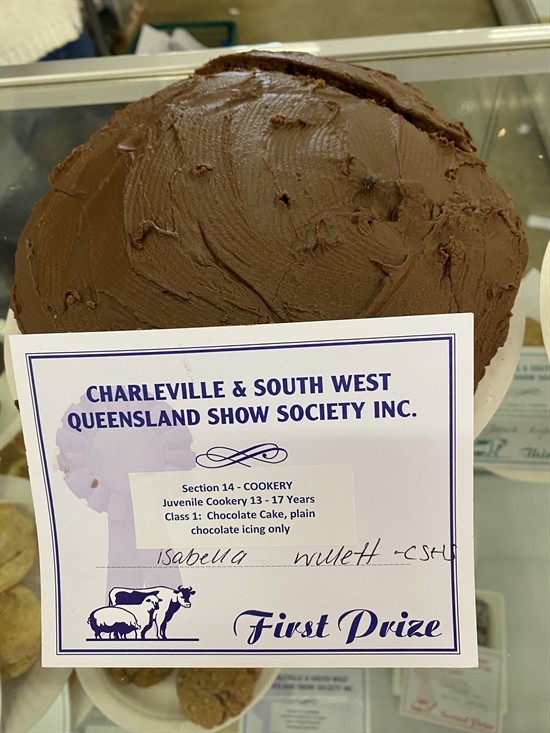 CHARLEVILLE & SOUTH WEST
QUEENSLAND SHOW SOCIETY INC.
Section 14 - COOKERY
Juvenile Cookery 13 - 17 Years
Class 1: Chocolate Cake, plain
chocolate icing only
isabella willett - CSHS
First Prize